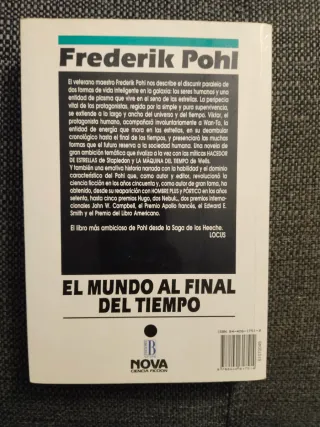 Frederik Pohl
El veterano maestro Frederik Pohl nos describe el discurrir paralelo de
dos formas de vida inteligente en la galaxia: los seres humanos y una
entidad de plasma que vive en el seno de las estrellas. La peripecia
vital de los protagonistas, regida por la simple y pura supervivencia,
se extiende a lo largo y ancho del universo y del tiempo. Viktor, el
protagonista humano, acompañará involuntariamente a Wan-To, la
entidad de energía que mora en las estrellas, en su deambular
cronológico hasta el final de los tiempos, y presenciará los muchas
formas que el futuro reserva a la sociedad humana. Una novela de
gran ambición temática que evoluciona a la vez con las míticas HACEDOR
DE ESTRELLAS de Stapledon y LA MÁQUINA DEL TIEMPO de Wells.
Y también una emotiva historia narrada con la habilidad y el dominio
característico del Pohl que, como autor y editor, revolucionó la
ciencia ficción en los años cincuenta y, como autor de gran fama, ha
obtenido, desde su reaparición con HOMBRE PLUS y PÓRTICO en los años
setenta, hasta cinco premios Hugo, dos Nebula, dos premios interna-
cionales John W. Campbell, el Premio Apollo francés, el Edward E.
Smith y el Premio del Libro Americano.
El libro más ambicioso de Pohl desde la Saga de los Heeche.
LOCUS
EL MUNDO AL FINAL
DEL TIEMPO
B
NOVA
CIENCIA FICCIÓN